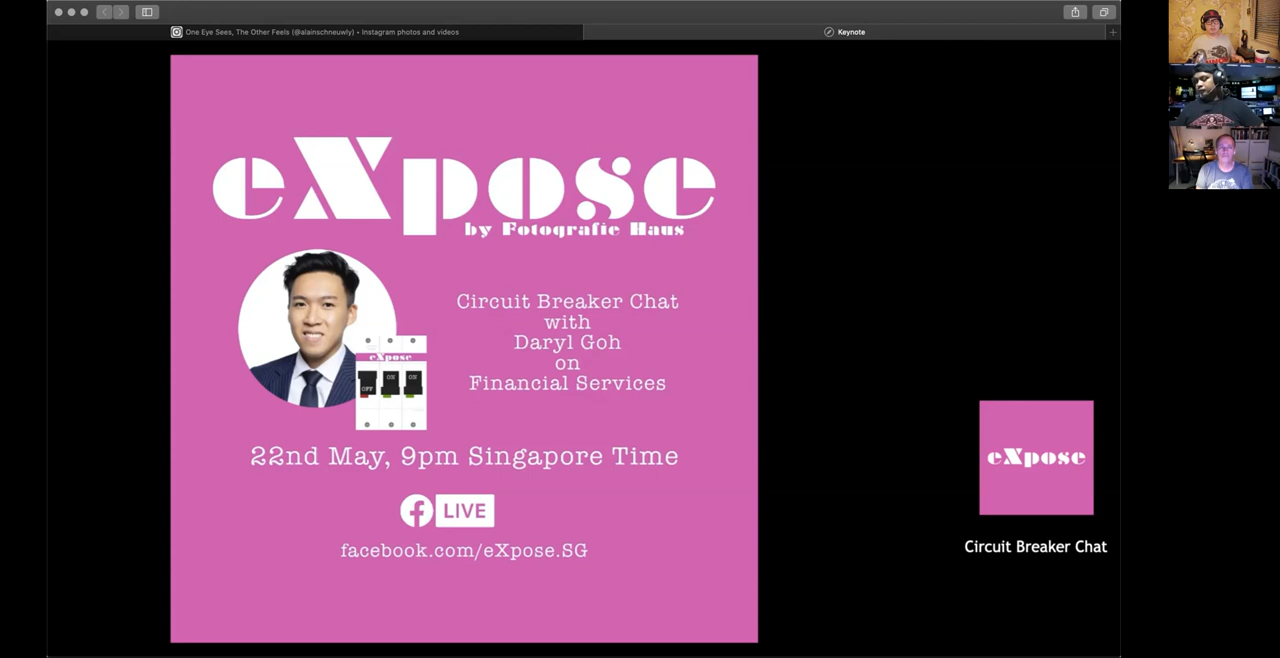 One Eye Sees, The Other Feels (@alainschneuwly) • Instagram photos and videos
Keynote
eXpose
by Fotografie Haus
Circuit Breaker Chat
with
Daryl Goh
on
Financial Services
eXpose
OFF ON ON
22nd May, 9pm Singapore Time
LIVE
facebook.com/eXpose.SG
eXpose
Circuit Breaker Chat